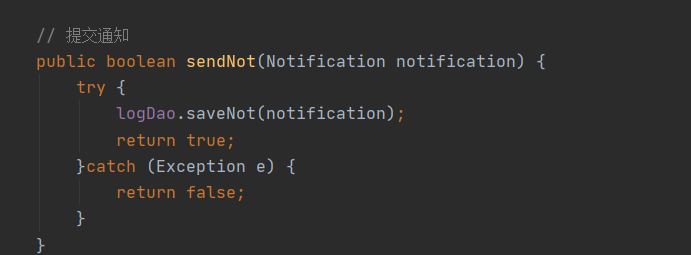 // 提交通知
public boolean sendNot(Notification notification) {
try {
logDao.saveNot(notification);
return true;
}catch (Exception e) {
return false;
}
}